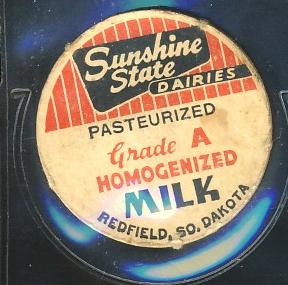 Sunshine
State
DAIRIES
PASTEURIZED
Grade A
HOMOGENIZED
MILK
REDFIELD, SO. DAKOTA